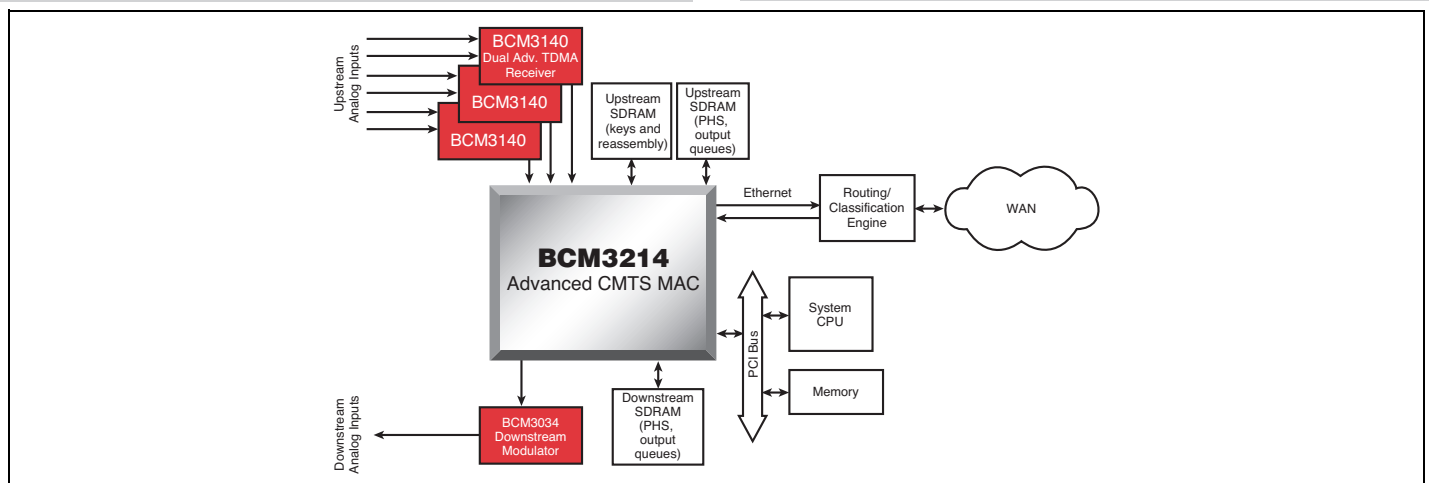 Upstream
Analog Inputs
BCM3140
Dual Adv. TDMA
Receiver
BCM3140
BCM3140
Upstream
SDRAM
(keys and
reassembly)
Upstream
SDRAM
(PHS,
output
queues)
Ethernet
Routing/
Classification
Engine
WAN
BCM3214
Advanced CMTS MAC
PCI Bus
System
CPU
Memory
Downstream
Analog Inputs
BCM3034
Downstream
Modulator
Downstream
SDRAM
(PHS,
output
queues)